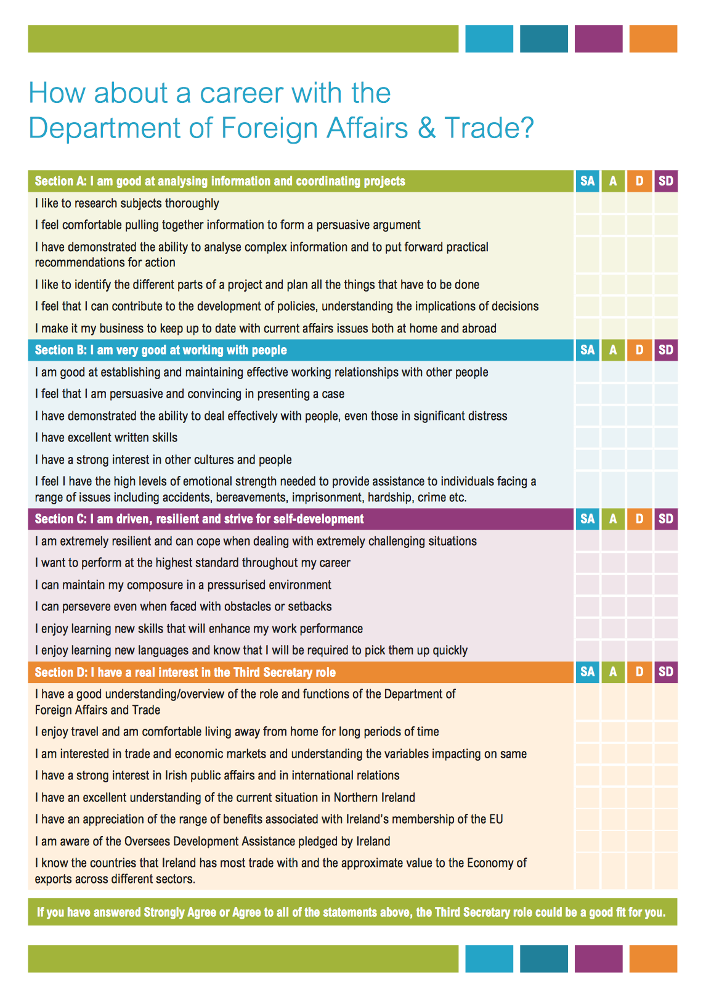 How about a career with the
Department of Foreign Affairs & Trade?
Section A: I am good at analysing information and coordinating projects SA A D SD
I like to research subjects thoroughly
I feel comfortable pulling together information to form a persuasive argument
I have demonstrated the ability to analyse complex information and to put forward practical
recommendations for action
I like to identify the different parts of a project and plan all the things that have to be done
I feel that I can contribute to the development of policies, understanding the implications of decisions
I make it my business to keep up to date with current affairs issues both at home and abroad
Section B: I am very good at working with people SA A D SD
I am good at establishing and maintaining effective working relationships with other people
I feel that I am persuasive and convincing in presenting a case
I have demonstrated the ability to deal effectively with people, even those in significant distress
I have excellent written skills
I have a strong interest in other cultures and people
I feel I have the high levels of emotional strength needed to provide assistance to individuals facing a
range of issues including accidents, bereavements, imprisonment, hardship, crime etc.
Section C: I am driven, resilient and strive for self-development SA A D SD
I am extremely resilient and can cope when dealing with extremely challenging situations
I want to perform at the highest standard throughout my career
I can maintain my composure in a pressurised environment
I can persevere even when faced with obstacles or setbacks
I enjoy learning new skills that will enhance my work performance
I enjoy learning new languages and know that I will be required to pick them up quickly
Section D: I have a real interest in the Third Secretary role SA A D SD
I have a good understanding/overview of the role and functions of the Department of
Foreign Affairs and Trade
I enjoy travel and am comfortable living away from home for long periods of time
I am interested in trade and economic markets and understanding the variables impacting on same
I have a strong interest in Irish public affairs and in international relations
I have an excellent understanding of the current situation in Northern Ireland
I have an appreciation of the range of benefits associated with Ireland's membership of the EU
I am aware of the Oversees Development Assistance pledged by Ireland
I know the countries that Ireland has most trade with and the approximate value to the Economy of
exports across different sectors.
If you have answered Strongly Agree or Agree to all of the statements above, the Third Secretary role could be a good fit for you.